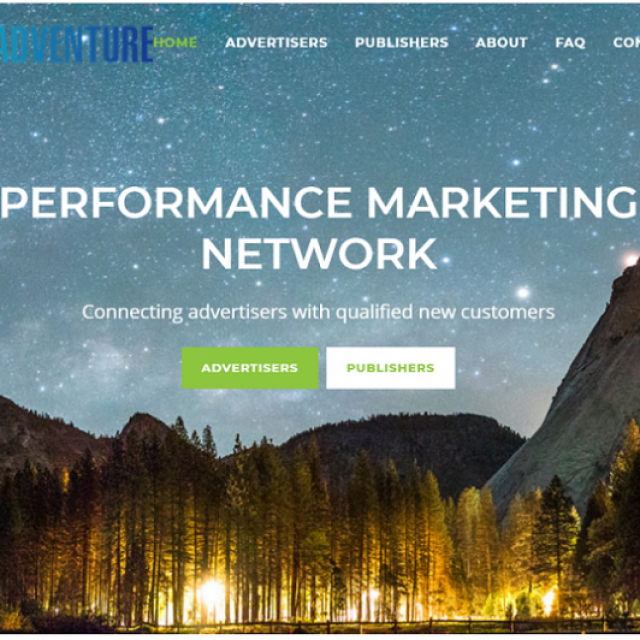 ADVENTURE
HOME ADVERTISERS PUBLISHERS ABOUT FAQ CON
PERFORMANCE MARKETING
NETWORK
Connecting advertisers with qualified new customers
ADVERTISERS PUBLISHERS